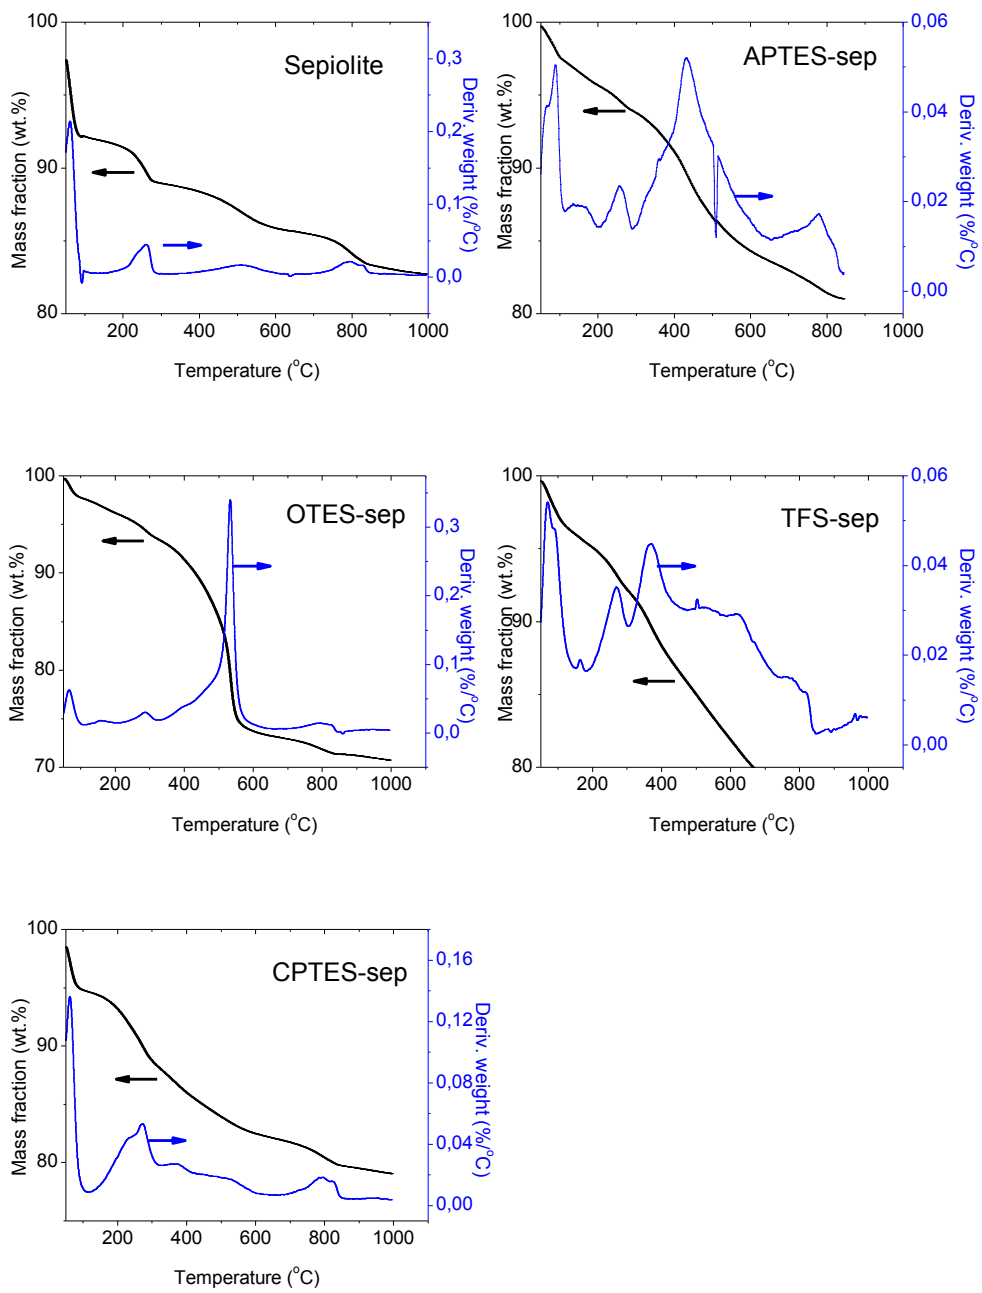 Sepiolite
100
90
80
Mass fraction (wt.%)
0,3
0,2
0,1
0,0
Deriv. weight (%/°C)
200 400 600 800 1000
Temperature (°C)
APTES-sep
100
90
80
Mass fraction (wt.%)
0,06
0,04
0,02
0,00
Deriv. weight (%/°C)
200 400 600 800 1000
Temperature (°C)
OTES-sep
100
90
80
70
Mass fraction (wt.%)
0,3
0,2
0,1
0,0
Deriv. weight (%/°C)
200 400 600 800 1000
Temperature (°C)
TFS-sep
100
90
80
Mass fraction (wt.%)
0,06
0,04
0,02
0,00
Deriv. weight (%/°C)
200 400 600 800 1000
Temperature (°C)
CPTES-sep
100
90
80
Mass fraction (wt.%)
0,16
0,12
0,08
0,04
0,00
Deriv. weight (%/°C)
200 400 600 800 1000
Temperature (°C)